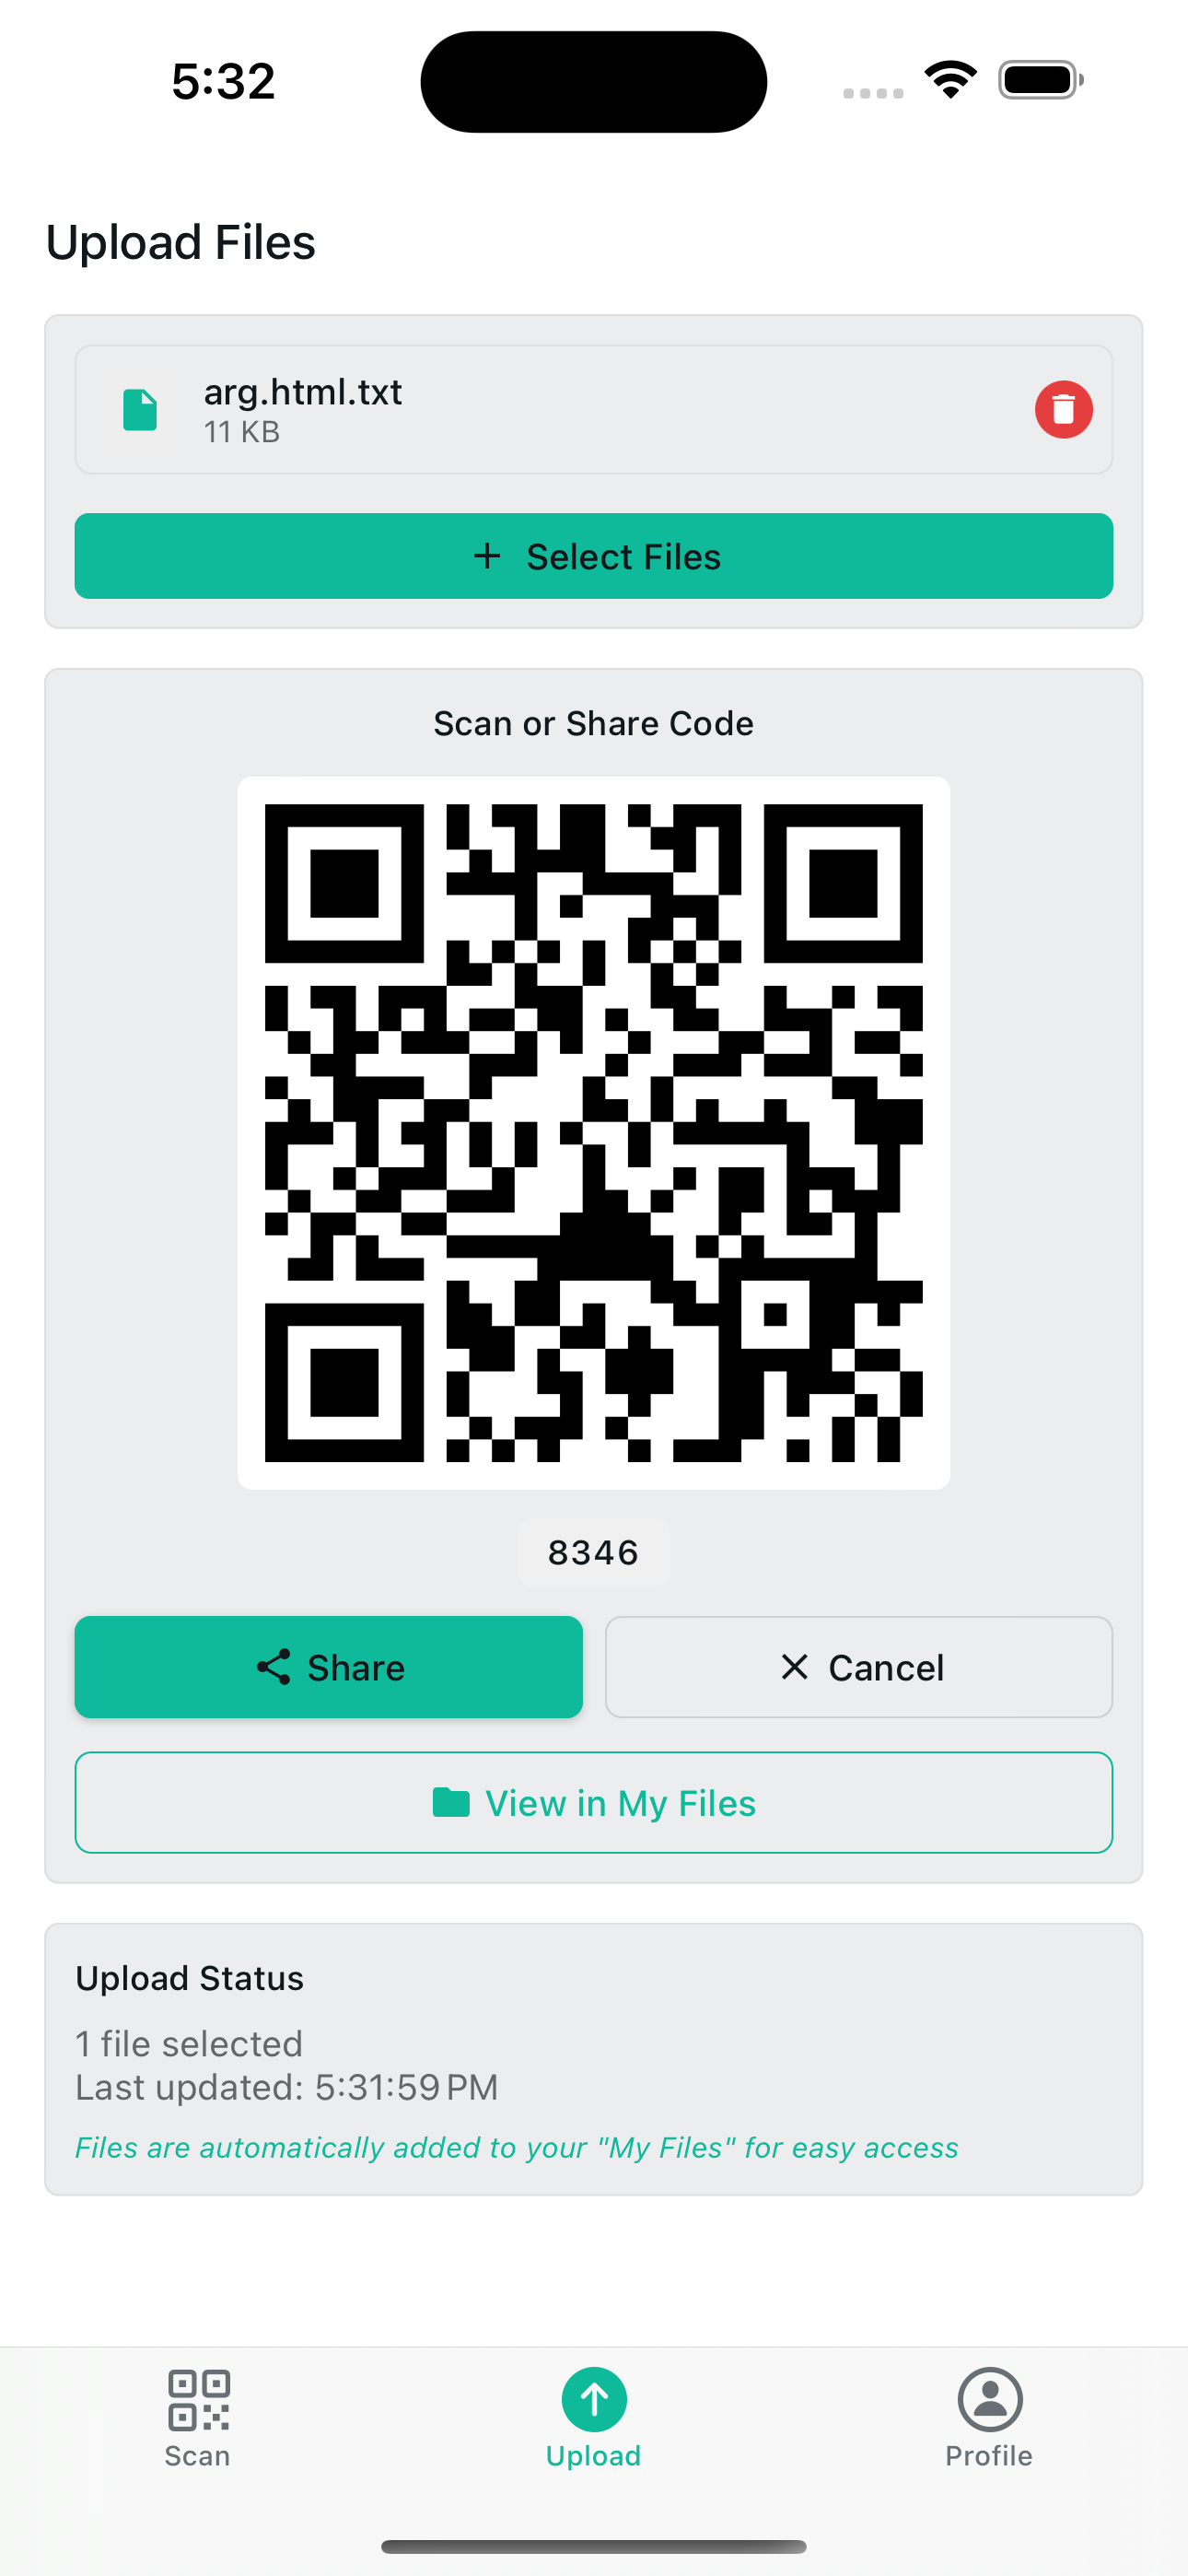 5:32
Upload Files
arg.html.txt
11 KB
Select Files
Scan or Share Code
8346
Share
Cancel
View in My Files
Upload Status
1 file selected
Last updated: 5:31:59 PM
Files are automatically added to your "My Files" for easy access
Scan
Upload
Profile